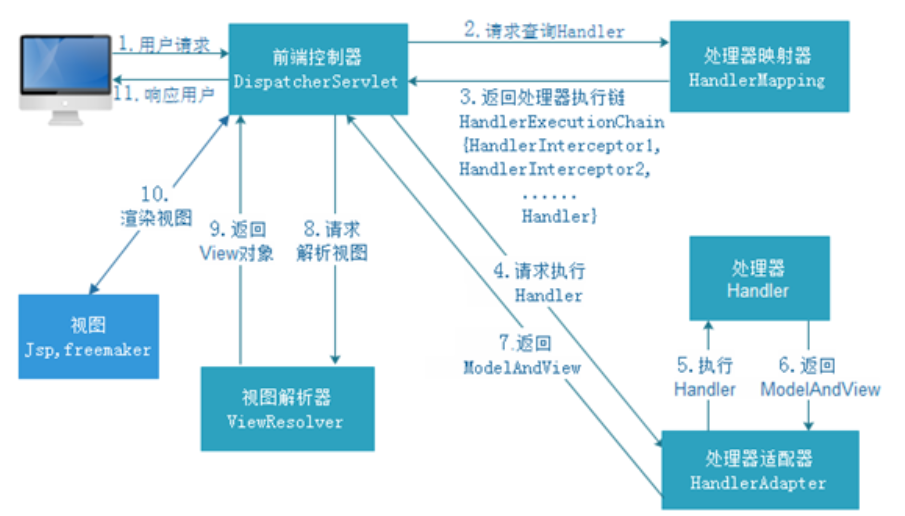 1.用户请求
11.响应用户
前端控制器
DispatcherServlet
2.请求查询Handler
处理器映射器
HandlerMapping
3.返回处理器执行链
HandlerExecutionChain
{HandlerInterceptor1,
HandlerInterceptor2,
......
Handler}
10.
渲染视图
9.返回
View对象
8.请求
解析视图
4.请求执行
Handler
处理器
Handler
视图
Jsp,freemaker
7.返回
ModelAndView
5.执行
Handler
6.返回
ModelAndView
视图解析器
ViewResolver
处理器适配器
HandlerAdapter